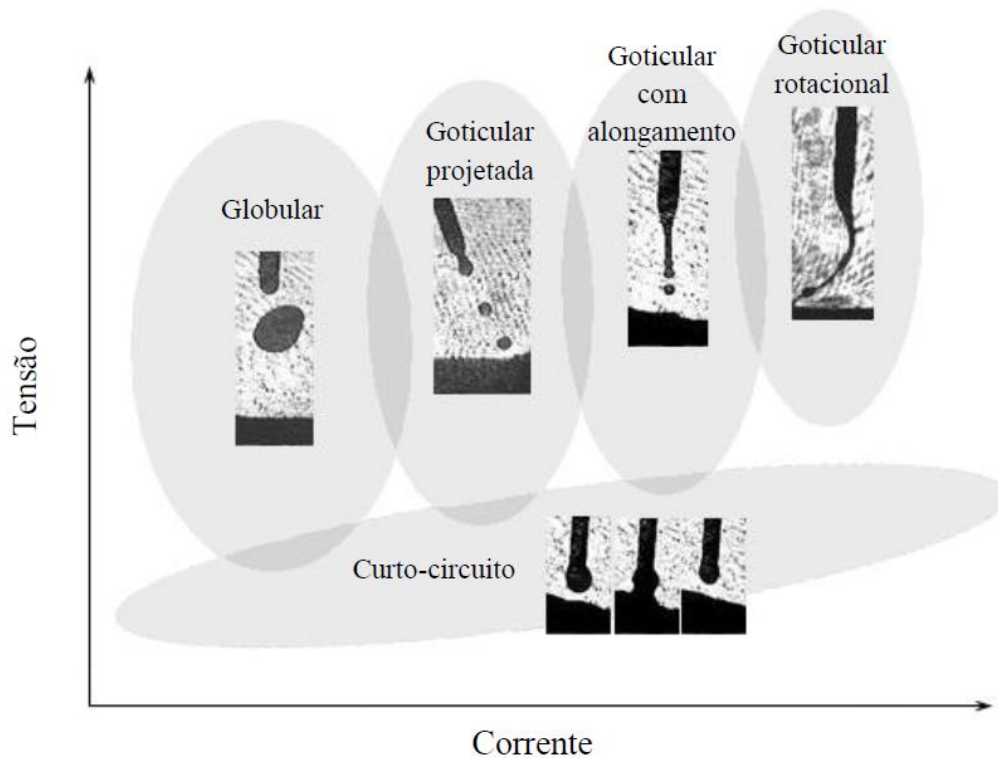 Goticular
rotacional
Goticular
com
alongamento
Goticular
projetada
Globular
Curto-circuito
Tensão
Corrente